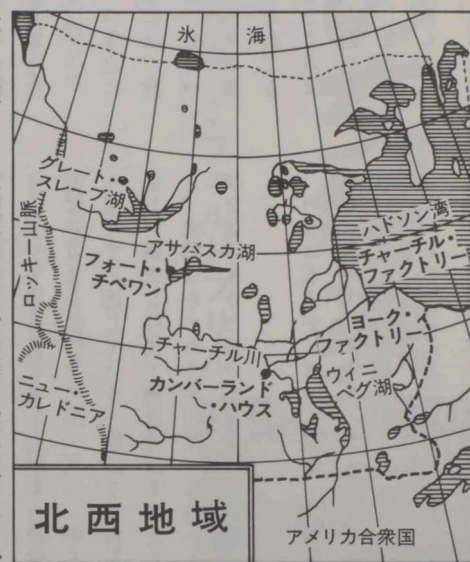 氷海
グレート・
スレーブ湖
ロッキー山脈
アサバスカ湖
フォート・
チペワン
ハドソン湾
チャーチル・
ファクトリー
ヨーク・
ファクトリー
チャーチル川
ウィニ
ペグ湖
カンバーランド
・ハウス
ニュー・
カレドニア
北西地域
アメリカ合衆国